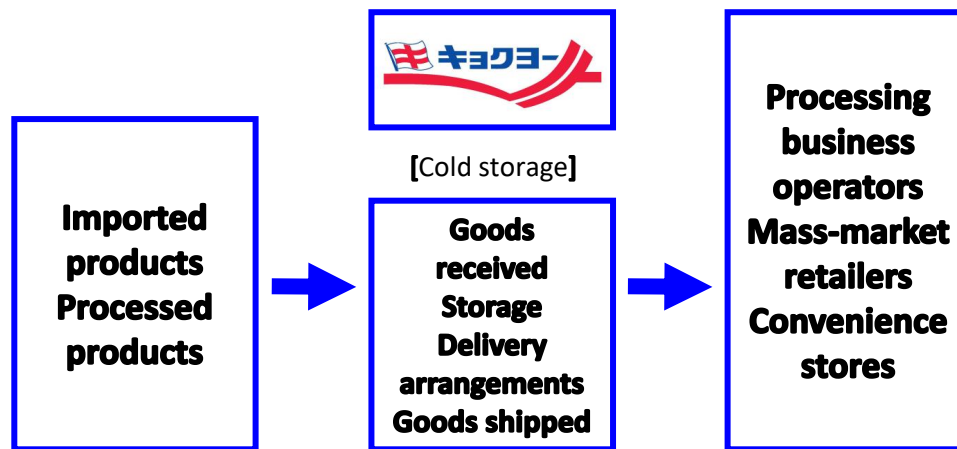 Imported
products
Processed
products
キョクヨー
[Cold storage]
Goods
received
Storage
Delivery
arrangements
Goods shipped
Processing
business
operators
Mass-market
retailers
Convenience
stores